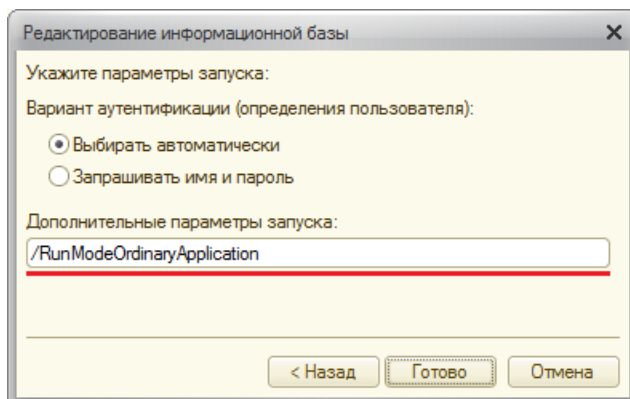 Редактирование информационной базы
Укажите параметры запуска:
Вариант аутентификации (определения пользователя):
Выбирать автоматически
Запрашивать имя и пароль
Дополнительные параметры запуска:
/RunModeOrdinaryApplication
< Назад Готово Отмена